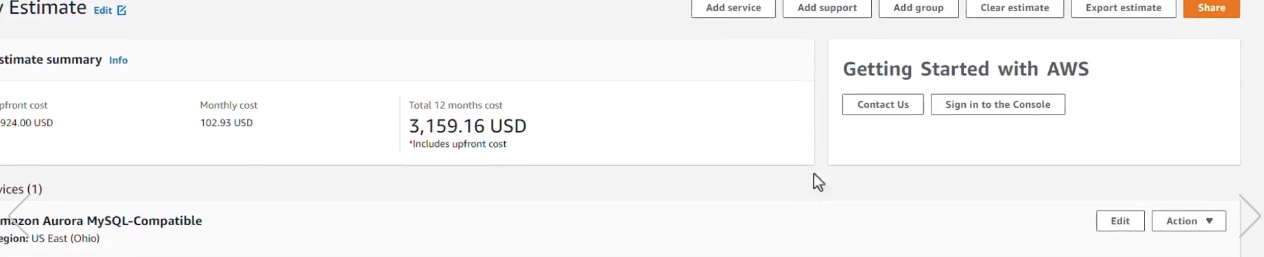 Estimate Edit
Add service
Add support
Add group
Clear estimate
Export estimate
Share
stimate summary Info
pfront cost
924.00 USD
Monthly cost
102.93 USD
Total 12 months cost
3,159.16 USD
*Includes upfront cost
Getting Started with AWS
Contact Us
Sign in to the Console
vices (1)
mazon Aurora MySQL-Compatible
egion: US East (Ohio)
Edit
Action